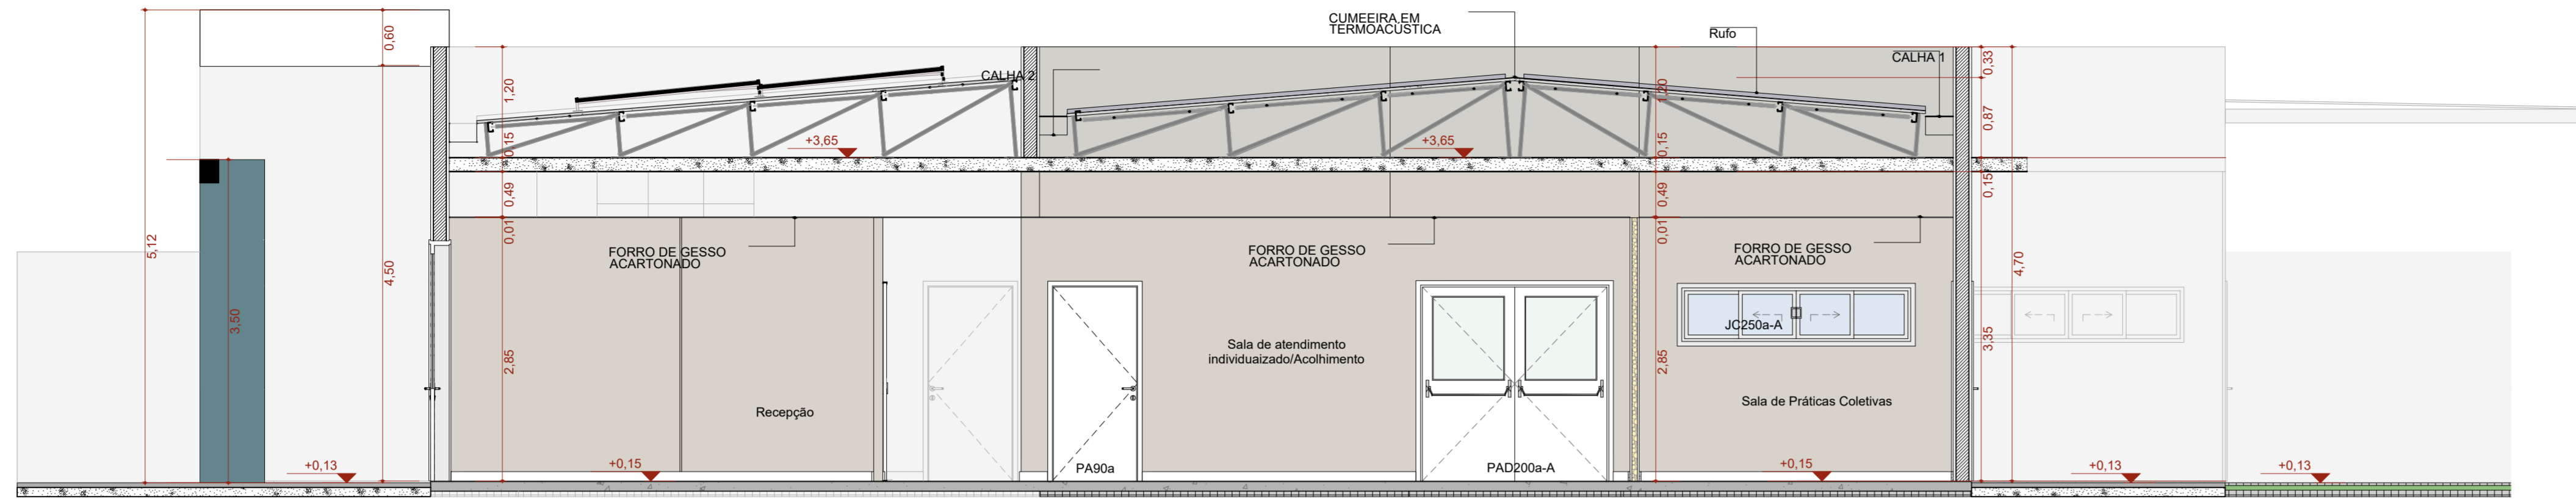 CUMEEIRA EM
TERMOACÚSTICA
Rufo
CALHA 1
CALHA 2
0,60
1,20
1,20
0,33
0,87
+3,65
+3,65
0,15
0,15
0,15
0,49
0,49
0,01
0,01
5,12
4,50
3,50
4,70
3,35
2,85
2,85
FORRO DE GESSO
ACARTONADO
FORRO DE GESSO
ACARTONADO
FORRO DE GESSO
ACARTONADO
JC250a-A
Sala de atendimento
individuaizado/Acolhimento
Recepção
Sala de Práticas Coletivas
PA90a
PAD200a-A
+0,13
+0,15
+0,15
+0,13
+0,13